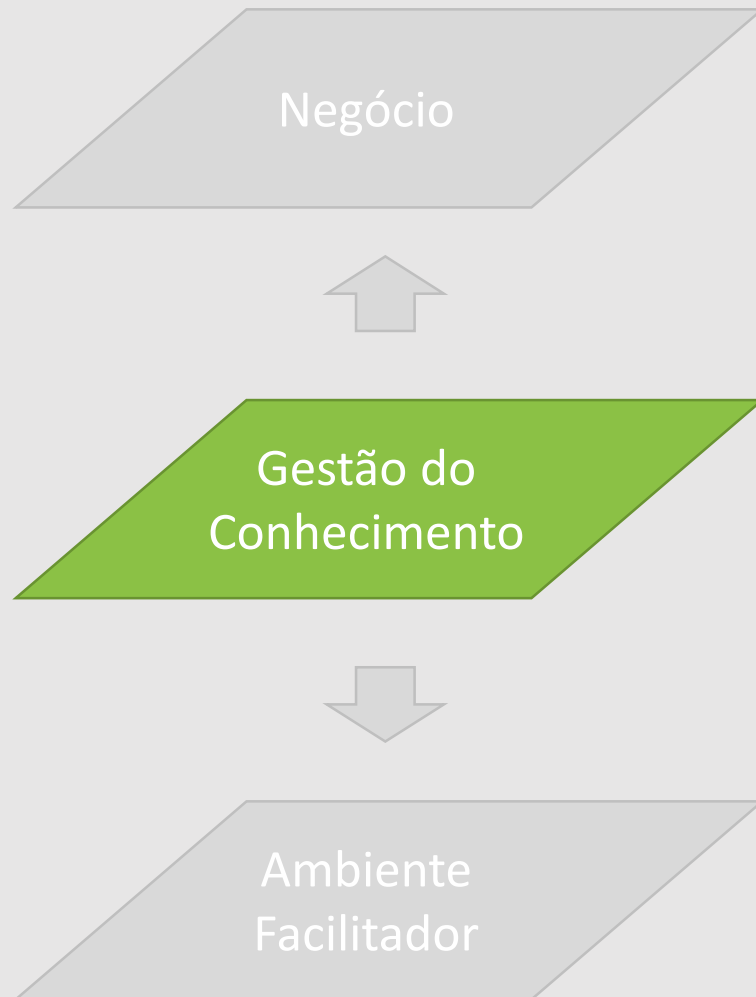 Negócio
Gestão do
Conhecimento
Ambiente
Facilitador